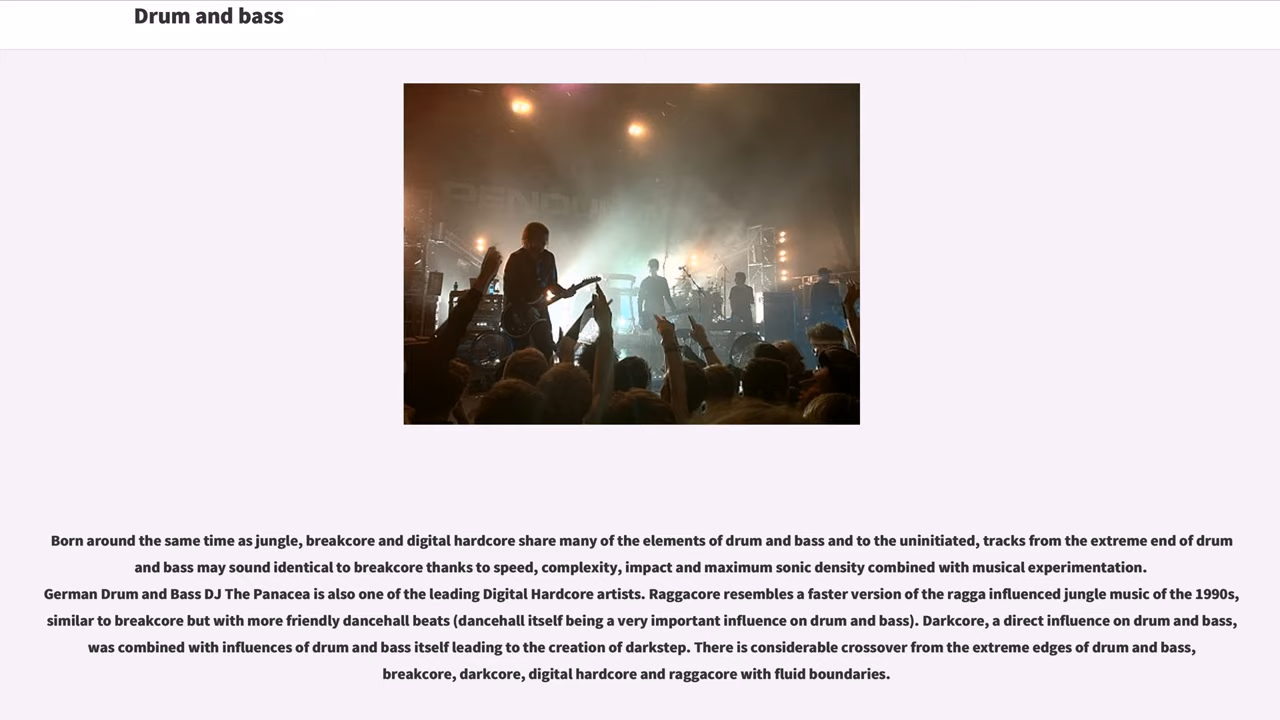 Drum and bass
Born around the same time as jungle, breakcore and digital hardcore share many of the elements of drum and bass and to the uninitiated, tracks from the extreme end of drum
and bass may sound identical to breakcore thanks to speed, complexity, impact and maximum sonic density combined with musical experimentation.
German Drum and Bass DJ The Panacea is also one of the leading Digital Hardcore artists. Raggacore resembles a faster version of the ragga influenced jungle music of the 1990s,
similar to breakcore but with more friendly dancehall beats (dancehall itself being a very important influence on drum and bass). Darkcore, a direct influence on drum and bass,
was combined with influences of drum and bass itself leading to the creation of darkstep. There is considerable crossover from the extreme edges of drum and bass,
breakcore, darkcore, digital hardcore and raggacore with fluid boundaries.